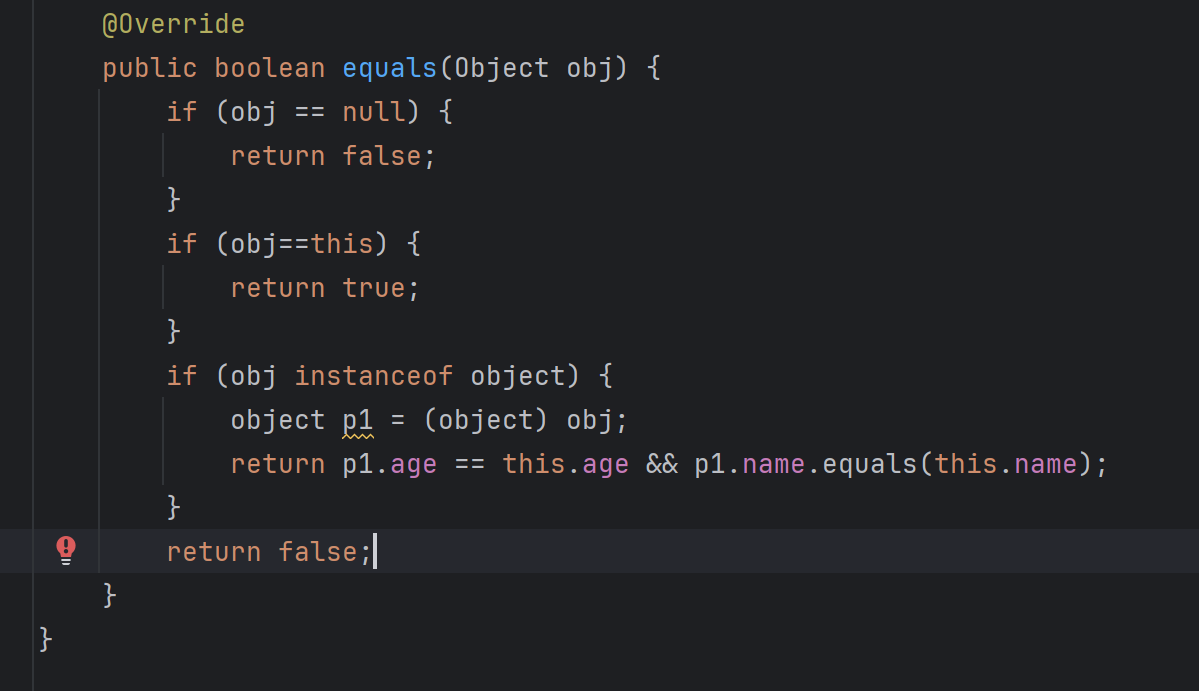 @Override
public boolean equals(Object obj) {
if (obj == null) {
return false;
}
if (obj==this) {
return true;
}
if (obj instanceof object) {
object p1 = (object) obj;
return p1.age == this.age && p1.name.equals(this.name);
}
return false;
}
}